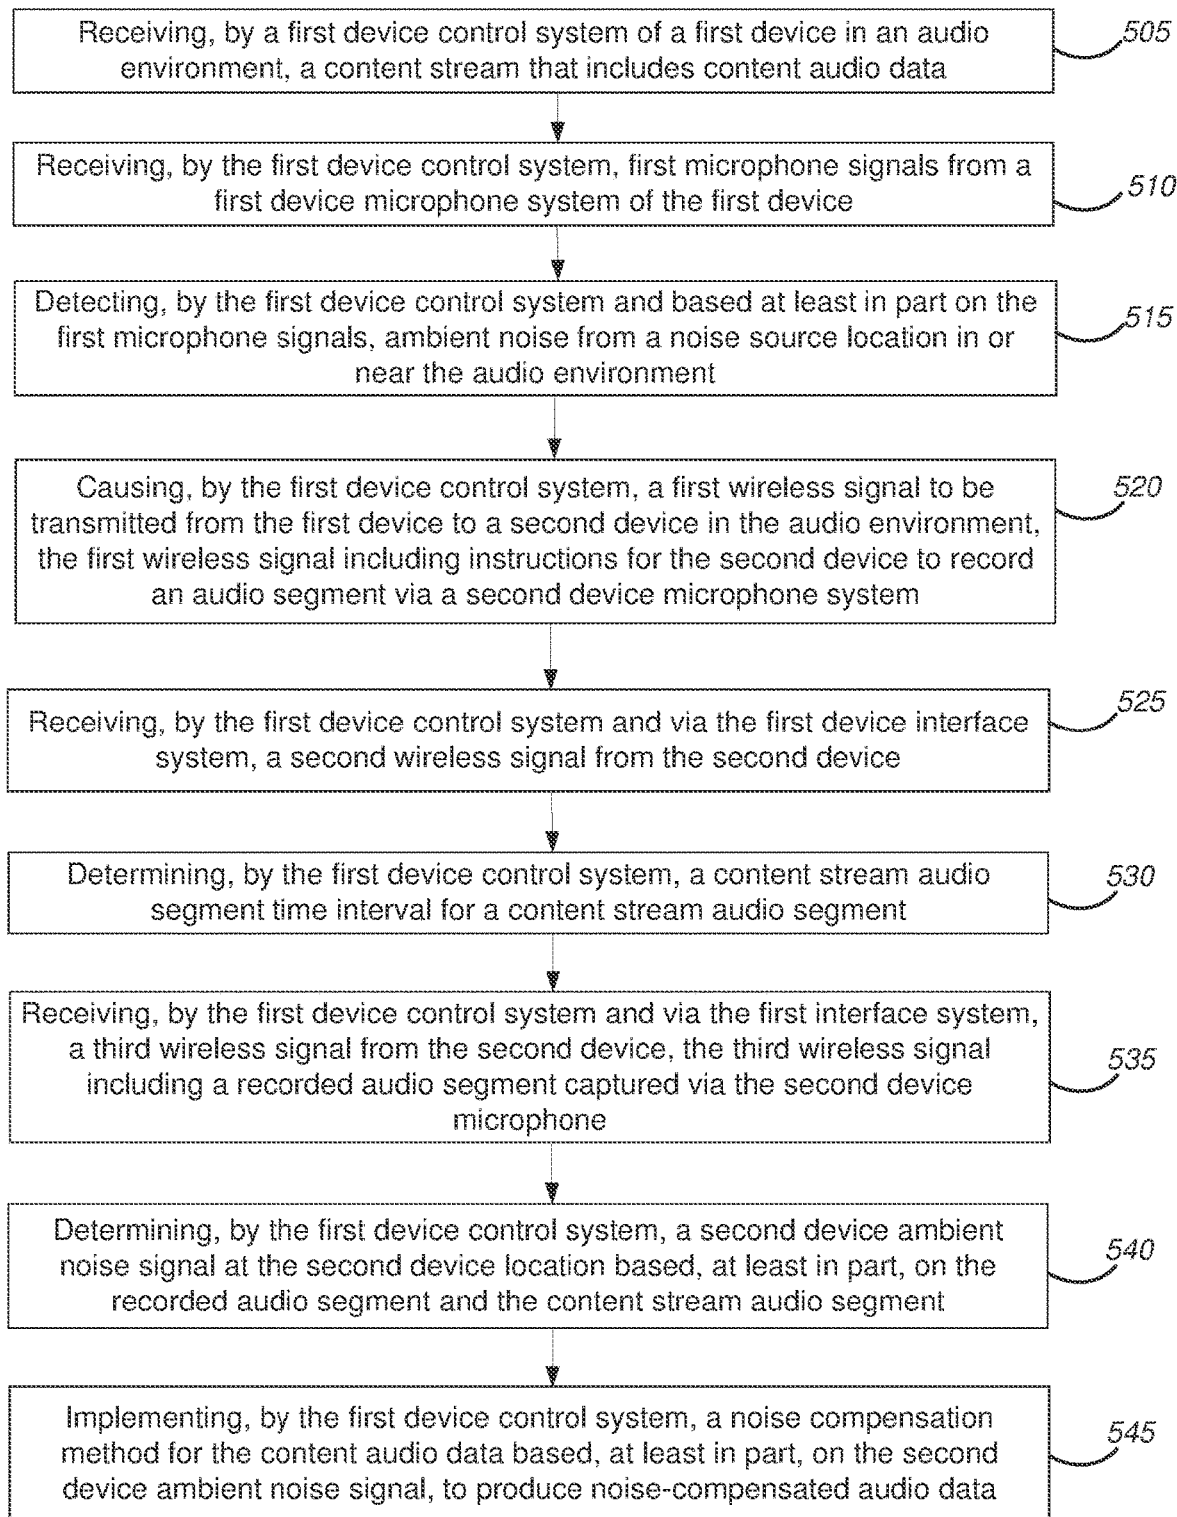 Receiving, by a first device control system of a first device in an audio
environment, a content stream that includes content audio data
505
Receiving, by the first device control system, first microphone signals from a
first device microphone system of the first device
510
Detecting, by the first device control system and based at least in part on the
first microphone signals, ambient noise from a noise source location in or
near the audio environment
515
Causing, by the first device control system, a first wireless signal to be
transmitted from the first device to a second device in the audio environment,
the first wireless signal including instructions for the second device to record
an audio segment via a second device microphone system
520
Receiving, by the first device control system and via the first device interface
system, a second wireless signal from the second device
525
Determining, by the first device control system, a content stream audio
segment time interval for a content stream audio segment
530
Receiving, by the first device control system and via the first interface system,
a third wireless signal from the second device, the third wireless signal
including a recorded audio segment captured via the second device
microphone
535
Determining, by the first device control system, a second device ambient
noise signal at the second device location based, at least in part, on the
recorded audio segment and the content stream audio segment
540
Implementing, by the first device control system, a noise compensation
method for the content audio data based, at least in part, on the second
device ambient noise signal, to produce noise-compensated audio data
545